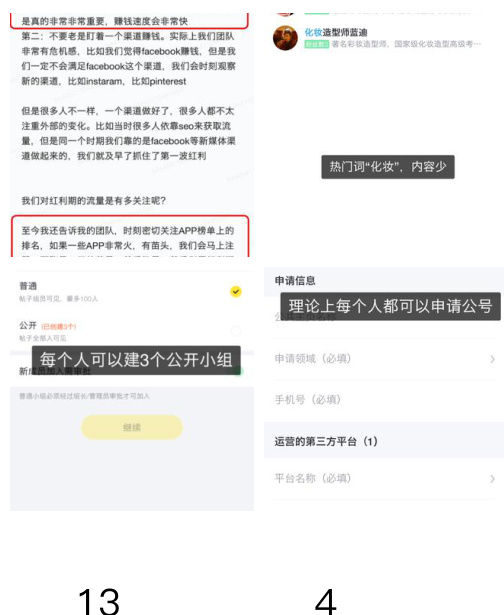 是真的非常非常重要，赚钱速度会非常快
第二：不要老是盯着一个渠道赚钱。实际上我们团队
非常有危机感，比如我们觉得facebook赚钱，但是我
们一定不会满足facebook这个渠道，我们会时刻观察
新的渠道，比如instaram，比如pinterest
但是很多人不一样，一个渠道做好了，很多人都不太
注重外部的变化。比如当时很多人依靠seo来获取流
量，但是同一个时期我们靠的是facebook等新媒体渠
道做起来的，我们就及早了抓住了第一波红利
我们对红利期的流量是有多关注呢?
至今我还告诉我的团队，时刻密切关注APP榜单上的
排名，如果一些APP非常火，有苗头，我们会马上注
化妆造型师蓝迪
著名彩妆造型师，国家级化妆造型高级考…
热门词“化妆”，内容少
普通
帖子组员可见，最多100人
公开 (已创建3个)
帖子全部人可见
每个人可以建3个公开小组
普通小组必须经过组长/管理员审批才可加入
继续
申请信息
理论上每个人都可以申请公号
申请领域（必填）
手机号（必填）
运营的第三方平台（1）
平台名称（必填）
13
4